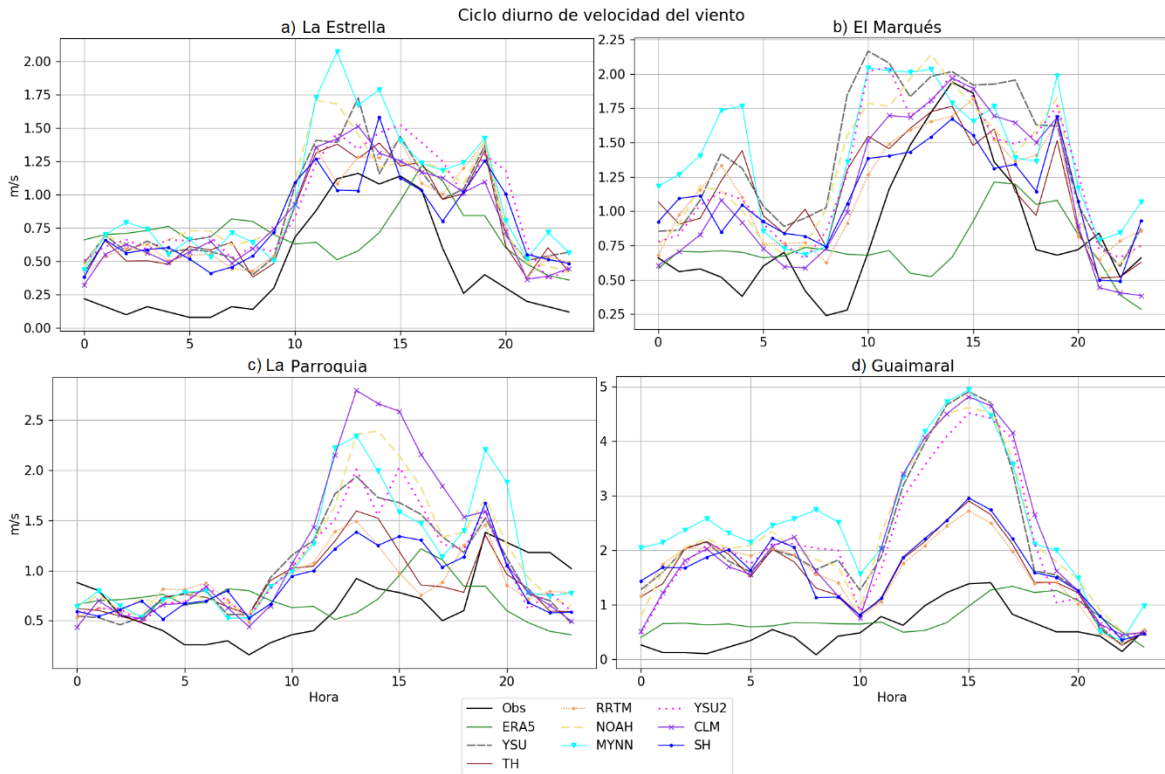 Ciclo diurno de velocidad del viento
a) La Estrella
b) El Marqués
2.00
1.75
1.50
1.25
1.00
0.75
0.50
0.25
0.00
m/s
0 5 10 15 20
2.25
2.00
1.75
1.50
1.25
1.00
0.75
0.50
0.25
0 5 10 15 20
c) La Parroquia
d) Guaimaral
2.5
2.0
1.5
1.0
0.5
m/s
0 5 10 15 20
Hora
5
4
3
2
1
0
0 5 10 15 20
Hora
Obs
ERA5
YSU
TH
RRTM
NOAH
MYNN
YSU2
CLM
SH